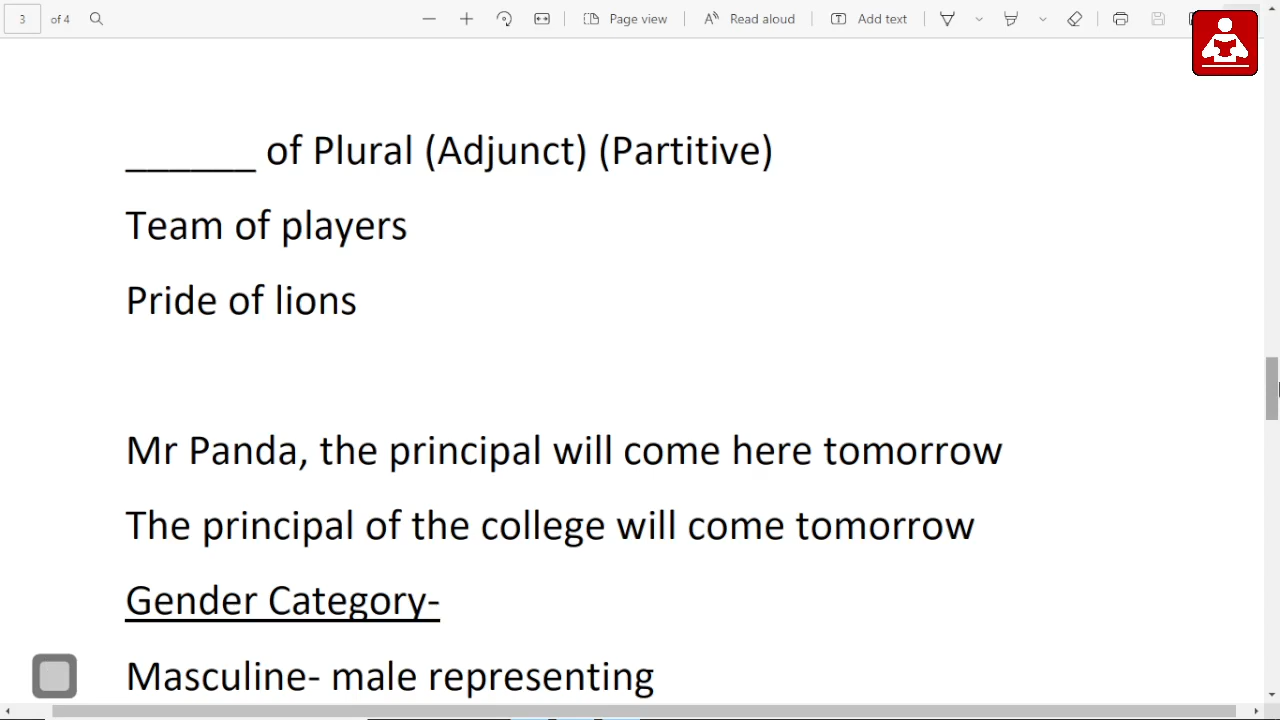 3 of 4 Page view Read aloud Add text
______ of Plural (Adjunct) (Partitive)
Team of players
Pride of lions
Mr Panda, the principal will come here tomorrow
The principal of the college will come tomorrow
Gender Category-
Masculine- male representing